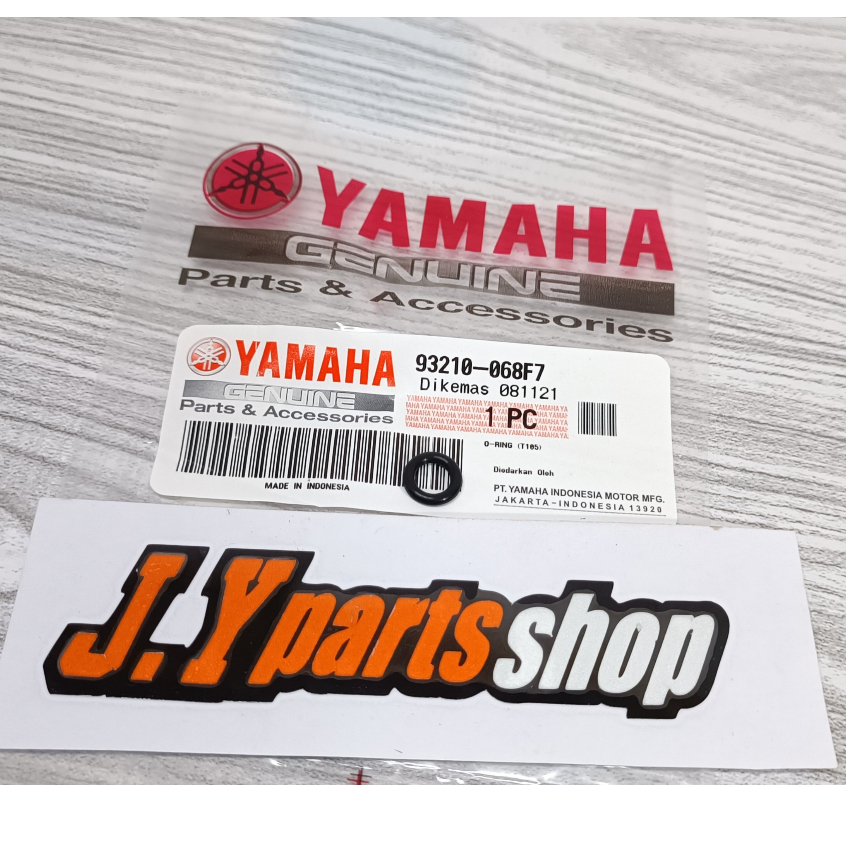 YAMAHA
GENUINE
Parts & Accessories
YAMAHA
GENUINE
Parts & Accessories
93210-068F7
Dikemas 081121
1 PC
O-RING (T105)
MADE IN INDONESIA
Diedarkan Oleh
PT. YAMAHA INDONESIA MOTOR MFG.
JAKARTA-INDONESIA 13920
J.Y parts shop